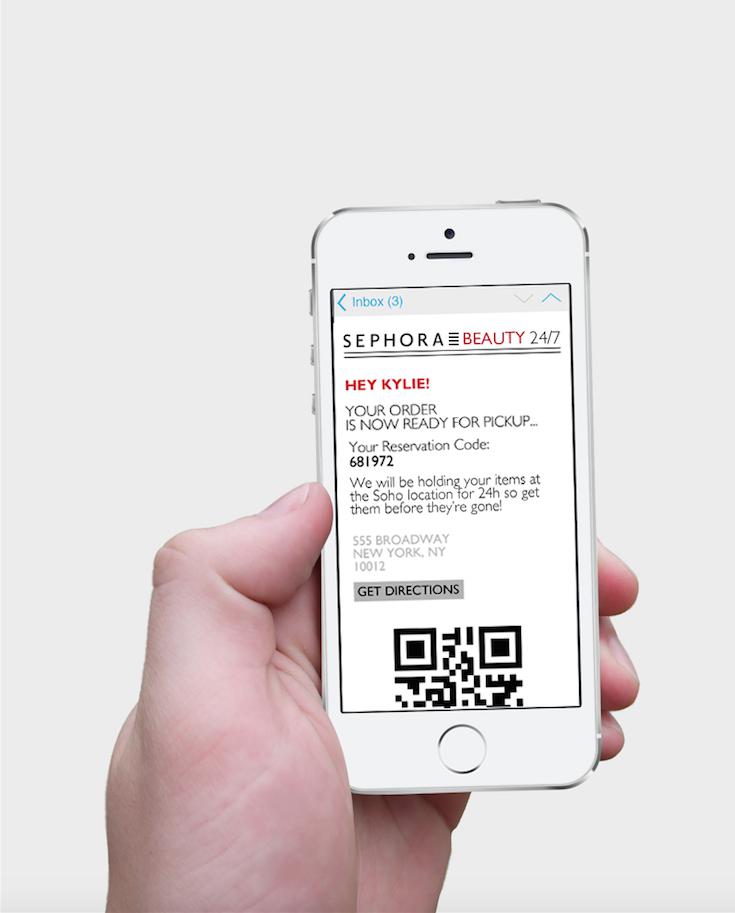 Inbox (3)
SEPHORA BEAUTY 24/7
HEY KYLIE!
YOUR ORDER
IS NOW READY FOR PICKUP...
Your Reservation Code:
681972
We will be holding your items at
the Soho location for 24h so get
them before they're gone!
555 BROADWAY
NEW YORK, NY
10012
GET DIRECTIONS